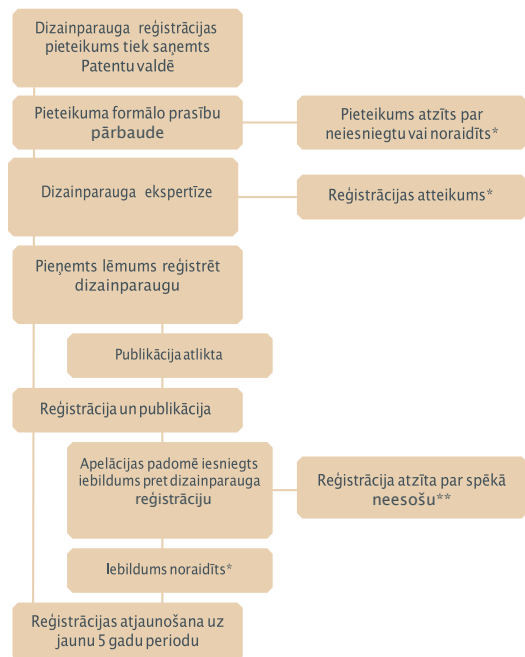 Dizainparauga reģistrācijas
pieteikums tiek saņemts
Patentu valdē
Pieteikuma formālo prasību
pārbaude
Pieteikums atzīts par
neiesniegtu vai noraidīts*
Dizainparauga ekspertīze
Reģistrācijas atteikums*
Pieņemts lēmums reģistrēt
dizainparaugu
Publikācija atlikta
Reģistrācija un publikācija
Apelācijas padomē iesniegts
iebildums pret dizainparauga
reģistrāciju
Reģistrācija atzīta par spēkā
neesošu**
Iebildums noraidīts*
Reģistrācijas atjaunošana uz
jaunu 5 gadu periodu